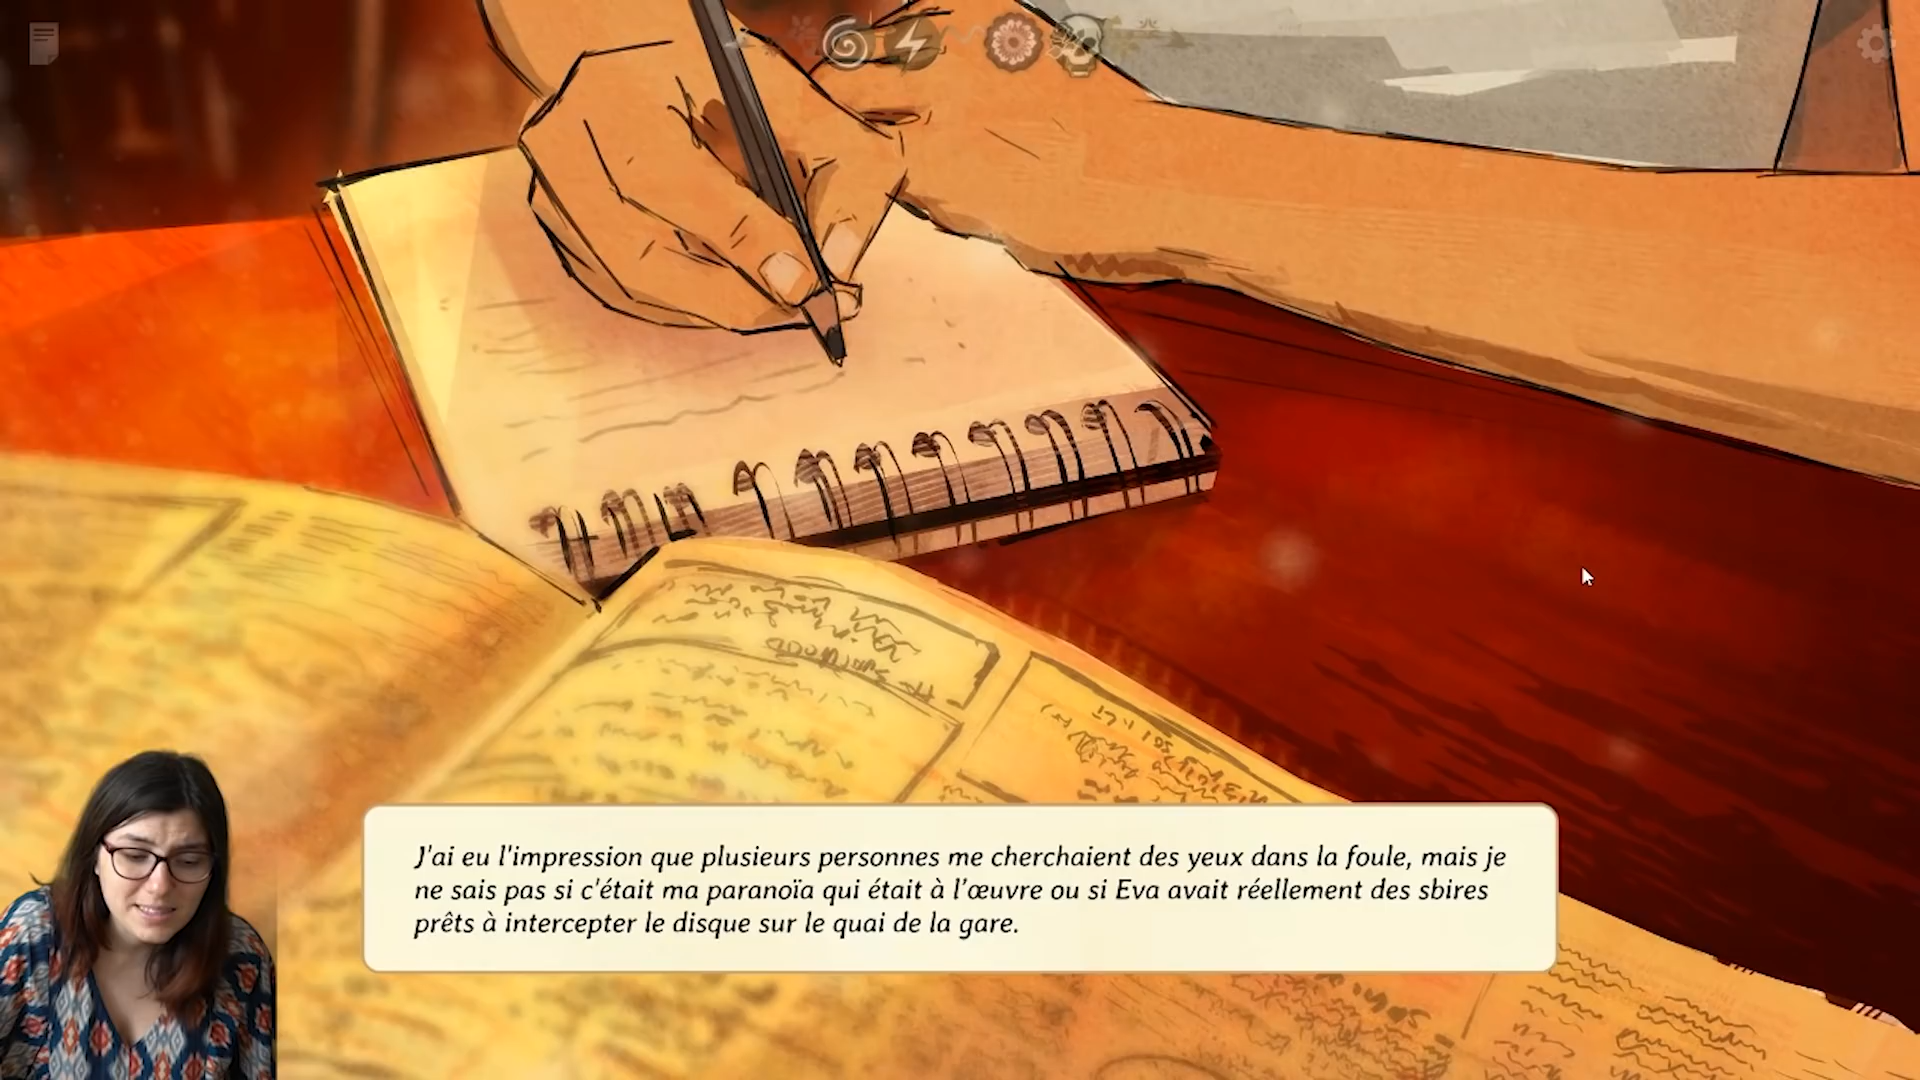 J'ai eu l'impression que plusieurs personnes me cherchaient des yeux dans la foule, mais je
ne sais pas si c'était ma paranoïa qui était à l'œuvre ou si Eva avait réellement des sbires
prêts à intercepter le disque sur le quai de la gare.